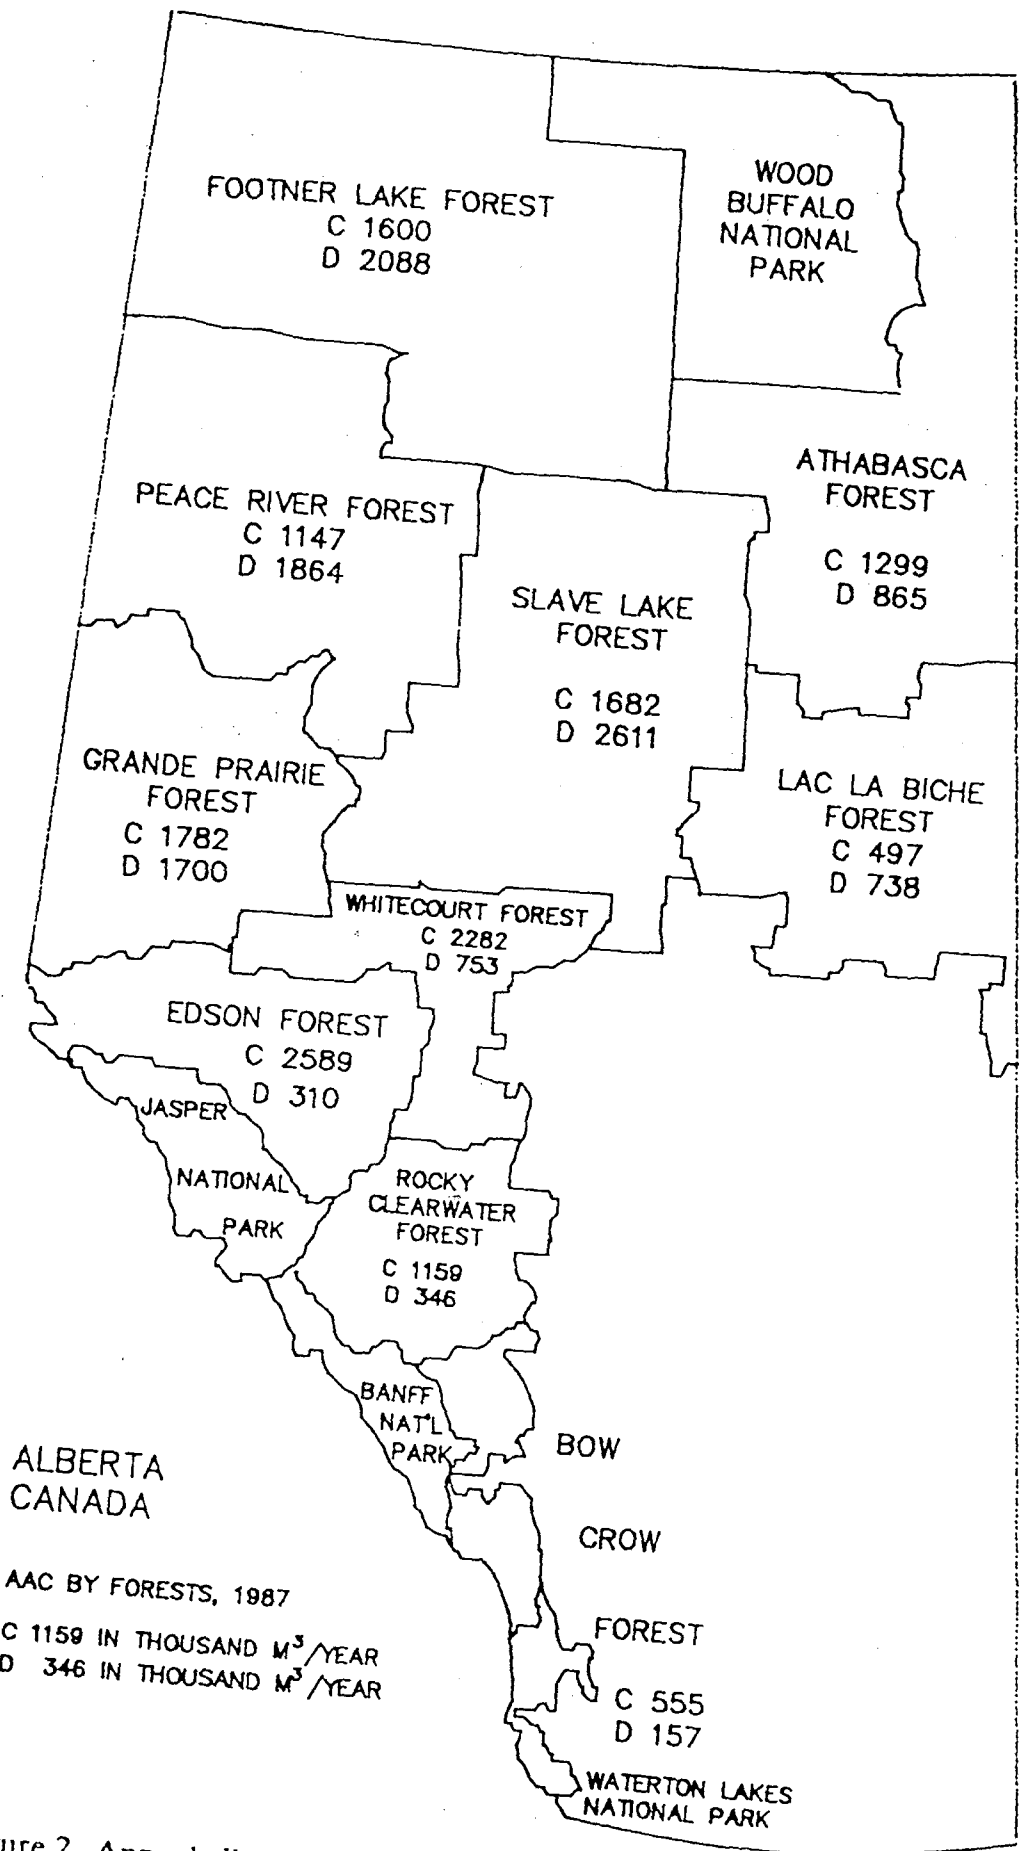 WOOD
BUFFALO
NATIONAL
PARK
FOOTNER LAKE FOREST
C 1600
D 2088
ATHABASCA
FOREST
C 1299
D 865
PEACE RIVER FOREST
C 1147
D 1864
SLAVE LAKE
FOREST
C 1682
D 2611
GRANDE PRAIRIE
FOREST
C 1782
D 1700
LAC LA BICHE
FOREST
C 497
D 738
WHITECOURT FOREST
C 2282
D 753
EDSON FOREST
C 2589
D 310
JASPER
NATIONAL
PARK
ROCKY
CLEARWATER
FOREST
C 1159
D 346
BANFF
NAT'L
PARK
BOW
CROW
FOREST
C 555
D 157
ALBERTA
CANADA
AAC BY FORESTS, 1987
C 1159 IN THOUSAND M³/YEAR
D 346 IN THOUSAND M³/YEAR
WATERTON LAKES
NATIONAL PARK